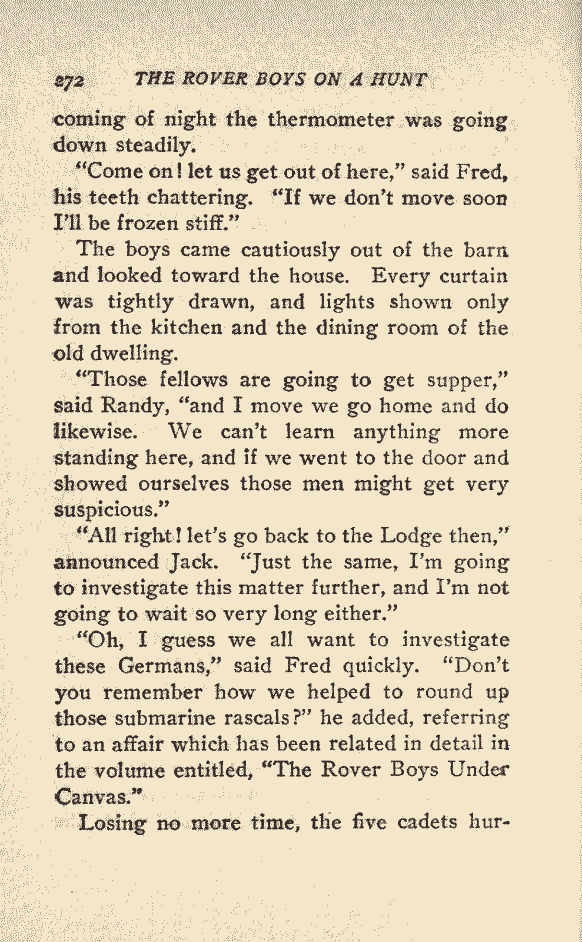 272 THE ROVER BOYS ON A HUNT
coming of night the thermometer was going
down steadily.
“Come on! let us get out of here,” said Fred,
his teeth chattering. “If we don’t move soon
I’ll be frozen stiff.”
The boys came cautiously out of the barn
and looked toward the house. Every curtain
was tightly drawn, and lights shown only
from the kitchen and the dining room of the
old dwelling.
“Those fellows are going to get supper,”
said Randy, “and I move we go home and do
likewise. We can’t learn anything more
standing here, and if we went to the door and
showed ourselves those men might get very
suspicious.”
“All right! let’s go back to the Lodge then,”
announced Jack. “Just the same, I’m going
to investigate this matter further, and I’m not
going to wait so very long either.”
“Oh, I guess we all want to investigate
these Germans,” said Fred quickly. “Don’t
you remember how we helped to round up
those submarine rascals?” he added, referring
to an affair which has been related in detail in
the volume entitled, “The Rover Boys Under
Canvas.”
Losing no more time, the five cadets hur-